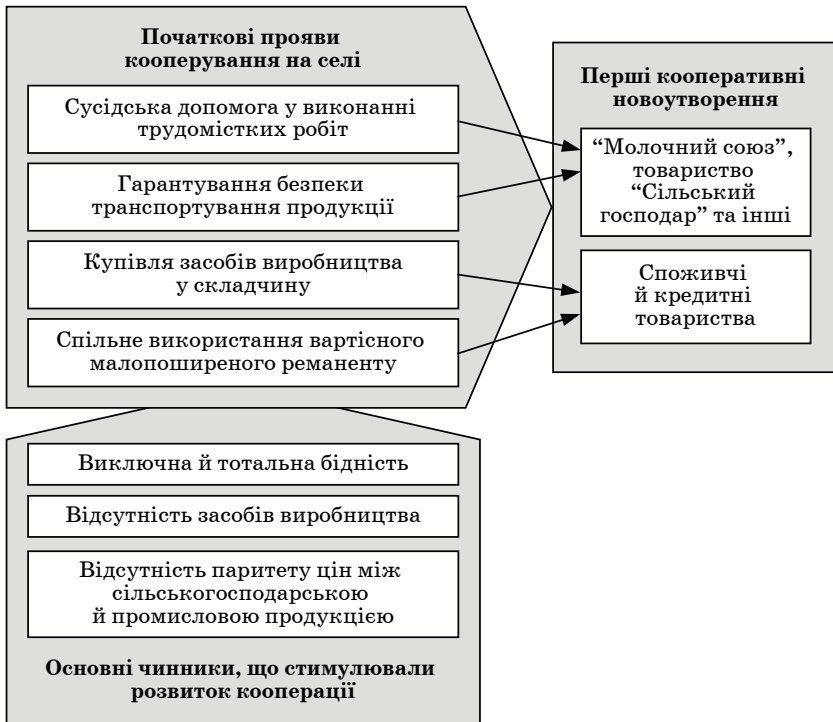 Початкові прояви
кооперування на селі
Сусідська допомога у виконанні
трудомістких робіт
Гарантування безпеки
транспортування продукції
Купівля засобів виробництва
у складчину
Спільне використання вартісного
малопоширеного реманенту
Перші кооперативні
новоутворення
“Молочний союз”,
товариство
“Сільський
господар” та інші
Споживчі
й кредитні
товариства
Виключна й тотальна бідність
Відсутність засобів виробництва
Відсутність паритету цін між
сільськогосподарською
й промисловою продукцією
Основні чинники, що стимулювали
розвиток кооперації